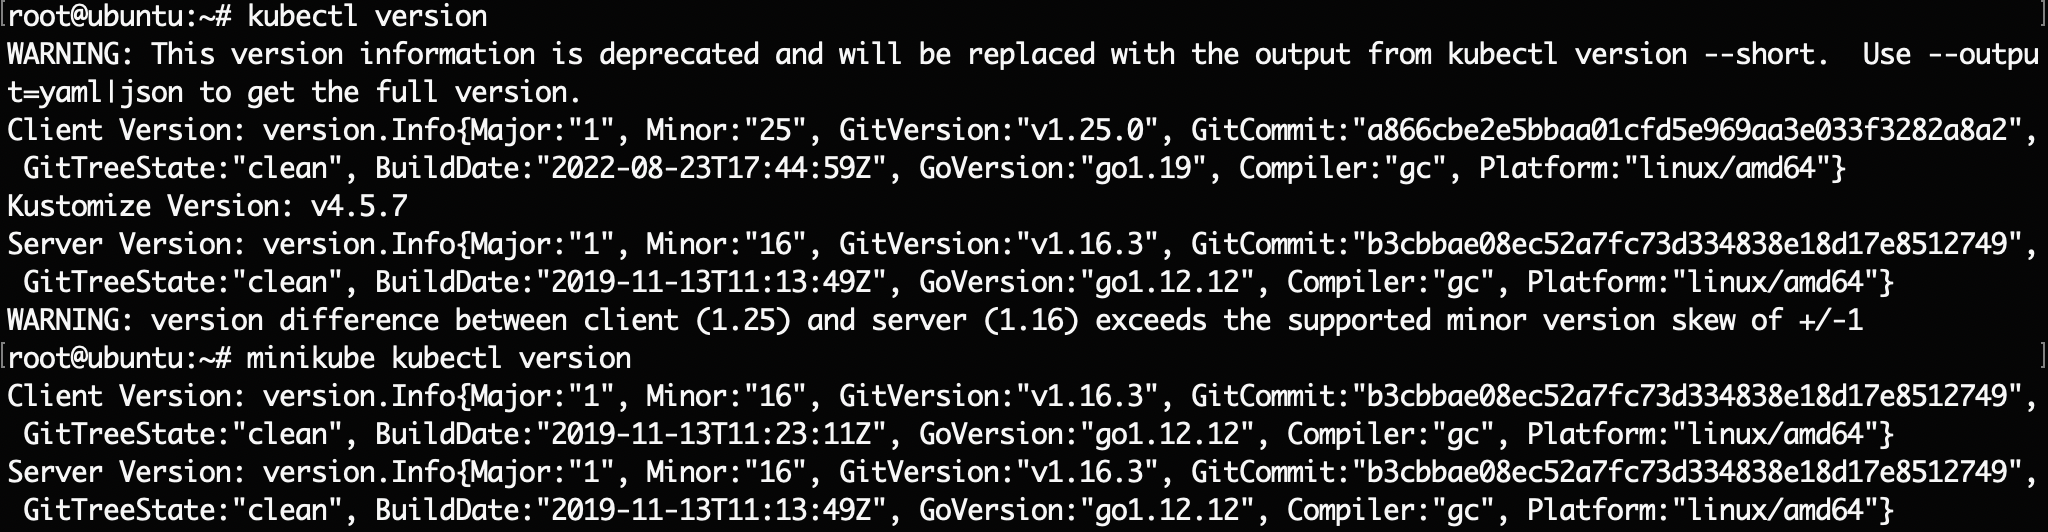 [root@ubuntu:~# kubectl version ]
WARNING: This version information is deprecated and will be replaced with the output from kubectl version --short.  Use --outpu
t=yaml|json to get the full version.
Client Version: version.Info{Major:"1", Minor:"25", GitVersion:"v1.25.0", GitCommit:"a866cbe2e5bbaa01cfd5e969aa3e033f3282a8a2",
 GitTreeState:"clean", BuildDate:"2022-08-23T17:44:59Z", GoVersion:"go1.19", Compiler:"gc", Platform:"linux/amd64"}
Kustomize Version: v4.5.7
Server Version: version.Info{Major:"1", Minor:"16", GitVersion:"v1.16.3", GitCommit:"b3cbbae08ec52a7fc73d334838e18d17e8512749",
 GitTreeState:"clean", BuildDate:"2019-11-13T11:13:49Z", GoVersion:"go1.12.12", Compiler:"gc", Platform:"linux/amd64"}
WARNING: version difference between client (1.25) and server (1.16) exceeds the supported minor version skew of +/-1
[root@ubuntu:~# minikube kubectl version ]
Client Version: version.Info{Major:"1", Minor:"16", GitVersion:"v1.16.3", GitCommit:"b3cbbae08ec52a7fc73d334838e18d17e8512749",
 GitTreeState:"clean", BuildDate:"2019-11-13T11:23:11Z", GoVersion:"go1.12.12", Compiler:"gc", Platform:"linux/amd64"}
Server Version: version.Info{Major:"1", Minor:"16", GitVersion:"v1.16.3", GitCommit:"b3cbbae08ec52a7fc73d334838e18d17e8512749",
 GitTreeState:"clean", BuildDate:"2019-11-13T11:13:49Z", GoVersion:"go1.12.12", Compiler:"gc", Platform:"linux/amd64"}